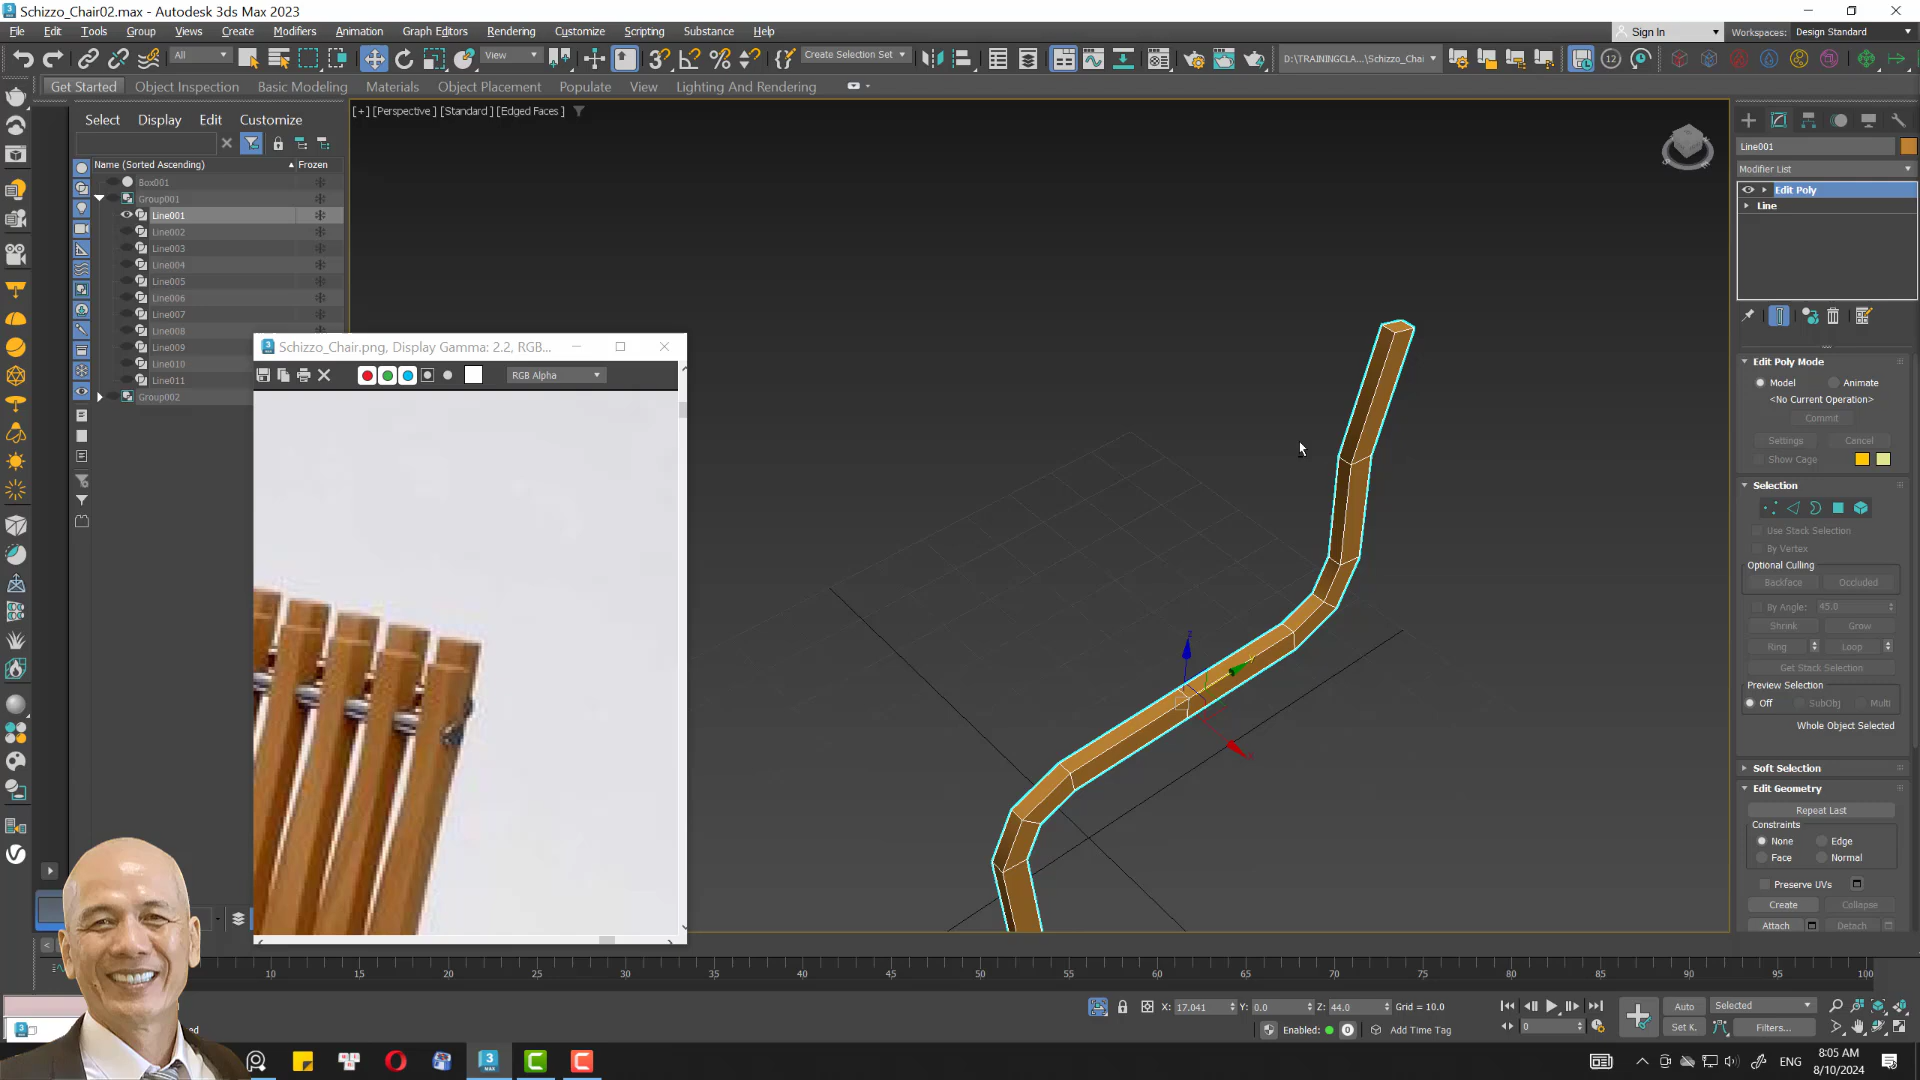 Schizzo_Chair02.max - Autodesk 3ds Max 2023
File Edit Tools Group Views Create Modifiers Animation Graph Editors Rendering Customize Scripting Substance Help
Sign In
Workspaces: Design Standard
All
View
Create Selection Set
D:\TRAININGCLA...\Schizzo_Chai
Get Started Object Inspection Basic Modeling Materials Object Placement Populate View Lighting And Rendering
Select Display Edit Customize
[+] [Perspective ] [Standard ] [Edged Faces ]
Name (Sorted Ascending) Frozen
Box001
Group001
Line001
Line002
Line003
Line004
Line005
Line006
Line007
Line008
Line009
Line010
Line011
Group002
Schizzo_Chair.png, Display Gamma: 2.2, RGB...
RGB Alpha
Line001
Modifier List
Edit Poly
Line
Edit Poly Mode
Model Animate
<No Current Operation>
Commit
Settings Cancel
Show Cage
Selection
Use Stack Selection
By Vertex
Optional Culling
Backface Occluded
By Angle: 45.0
Shrink Grow
Ring Loop
Get Stack Selection
Preview Selection
Off SubObj Multi
Whole Object Selected
Soft Selection
Edit Geometry
Repeat Last
Constraints
None Edge
Face Normal
Preserve UVs
Create Collapse
Attach Detach
z
x
10 15 20 25 30 35 40 45 50 55 60 65 70 75 80 85 90 95 100
X: 17.041 Y: 0.0 Z: 44.0 Grid = 10.0
Enabled: 0 Add Time Tag
0
Auto Selected
Set K. Filters...
ENG
8:05 AM
8/10/2024